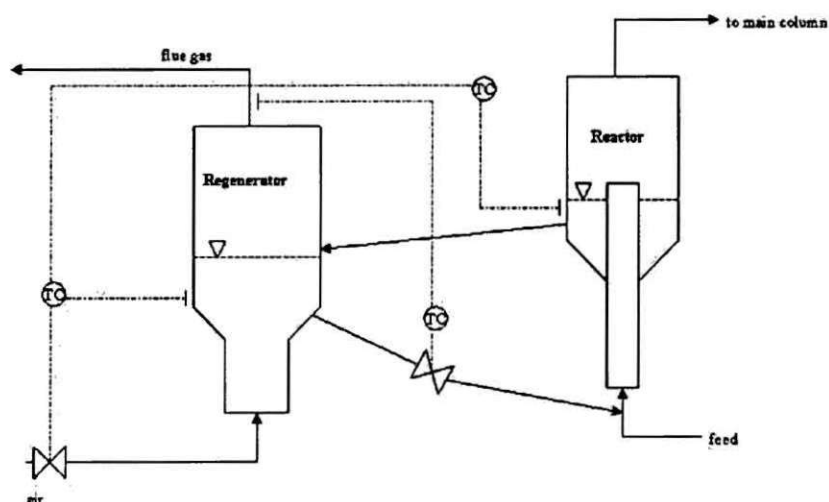 to main column
flue gas
TC
Reactor
Regenerator
TC
TC
feed
air